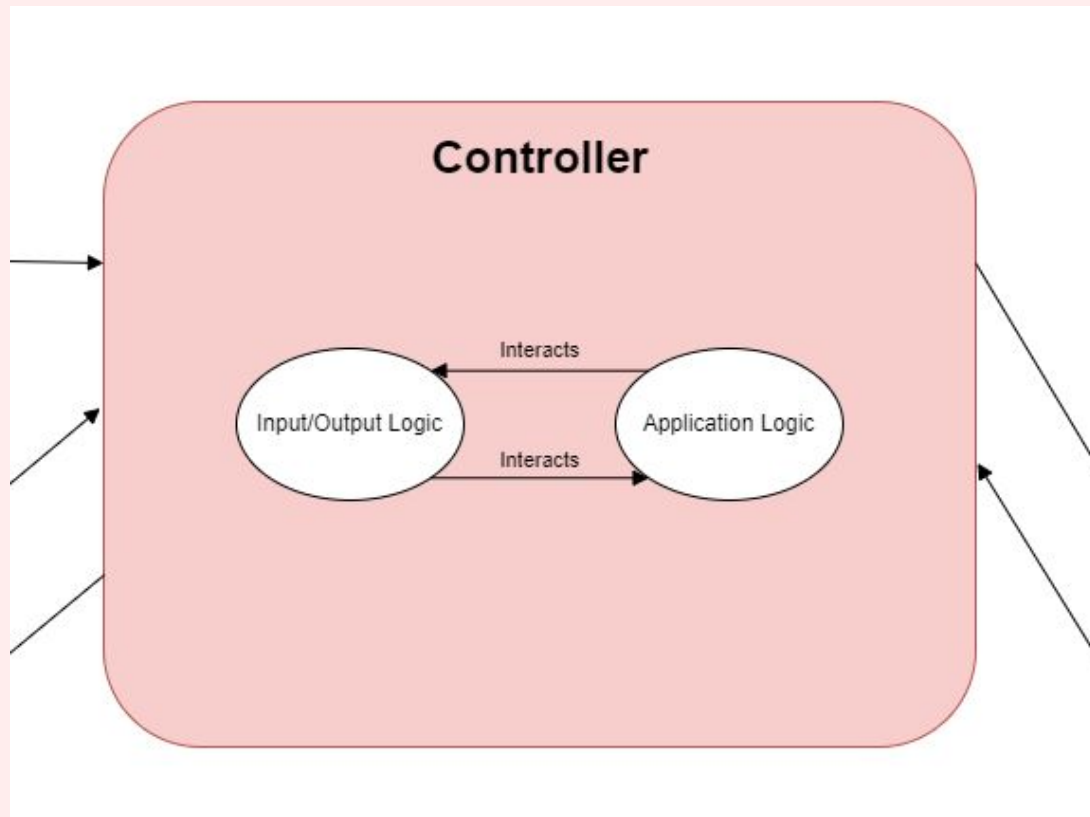 Controller
Interacts
Input/Output Logic
Application Logic
Interacts